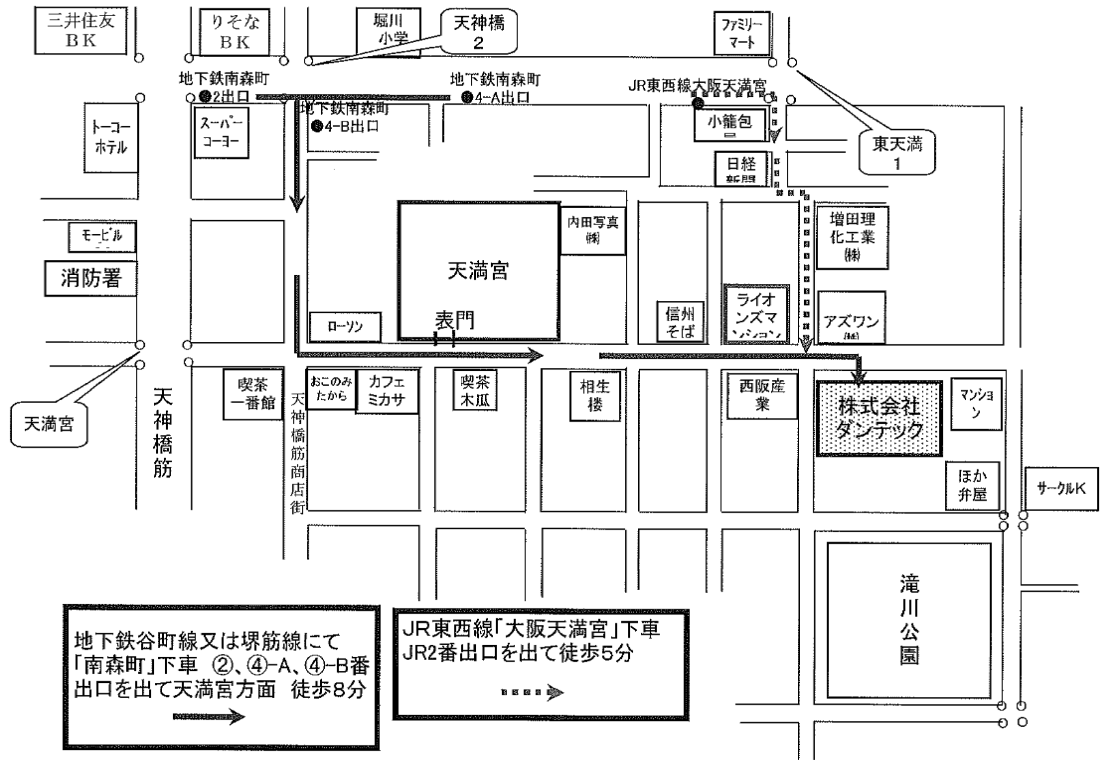 三井住友
BK
りそな
BK
堀川
小学
天神橋
2
ファミリー
マート
地下鉄南森町
2出口
地下鉄南森町
4-A出口
JR東西線大阪天満宮
地下鉄南森町
4-B出口
トーコー
ホテル
スーパー
コーヨー
小籠包
東天満
1
日経
新聞
モービル
消防署
天満宮
表門
内田写真
㈱
増田理
化工業
㈱
ローソン
信州
そば
ライオ
ンズマ
ンション
アズワン
㈱
天満宮
天神橋筋
喫茶
一番館
天神橋筋商店街
おこのみ
たから
カフェ
ミカサ
喫茶
木瓜
相生
楼
西阪産
業
株式会社
ダンテック
マンショ
ン
ほか
弁屋
サークルK
滝川公園
地下鉄谷町線又は堺筋線にて
「南森町」下車 ②、④-A、④-B番
出口を出て天満宮方面 徒歩8分
JR東西線「大阪天満宮」下車
JR2番出口を出て徒歩5分